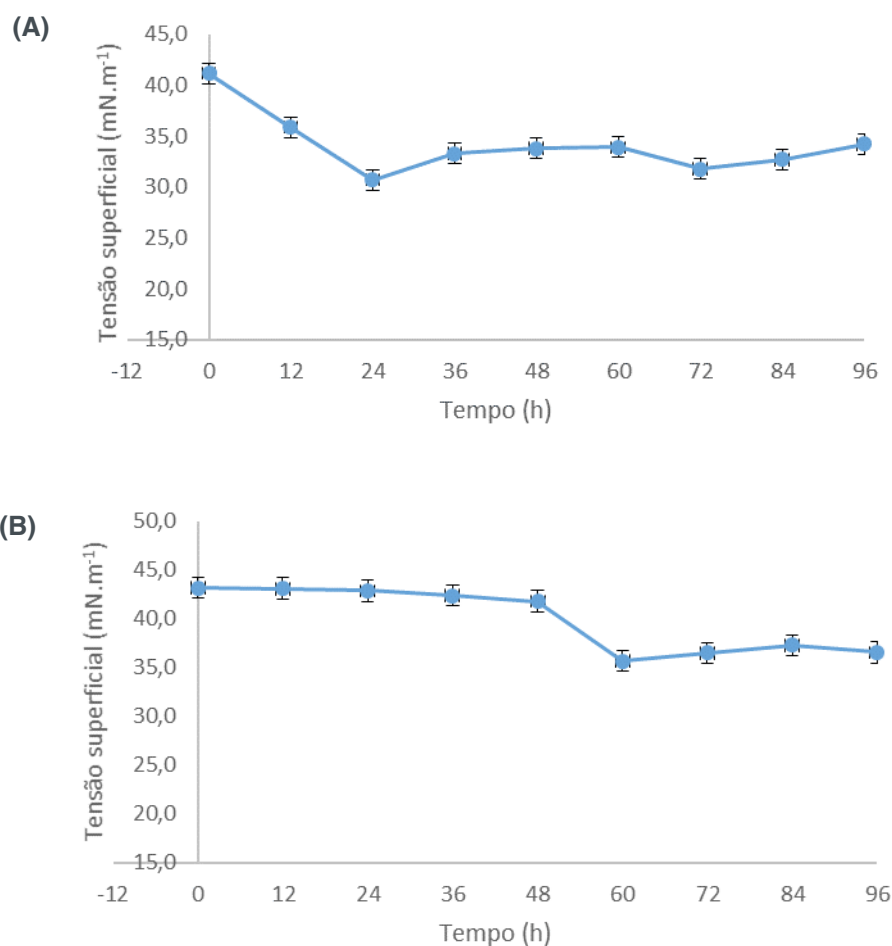 (A)
Tensão superficial (mN.m-1)
45,0
40,0
35,0
30,0
25,0
20,0
15,0
-12 0 12 24 36 48 60 72 84 96
Tempo (h)
(B)
Tensão superficial (mN.m-1)
50,0
45,0
40,0
35,0
30,0
25,0
20,0
15,0
-12 0 12 24 36 48 60 72 84 96
Tempo (h)